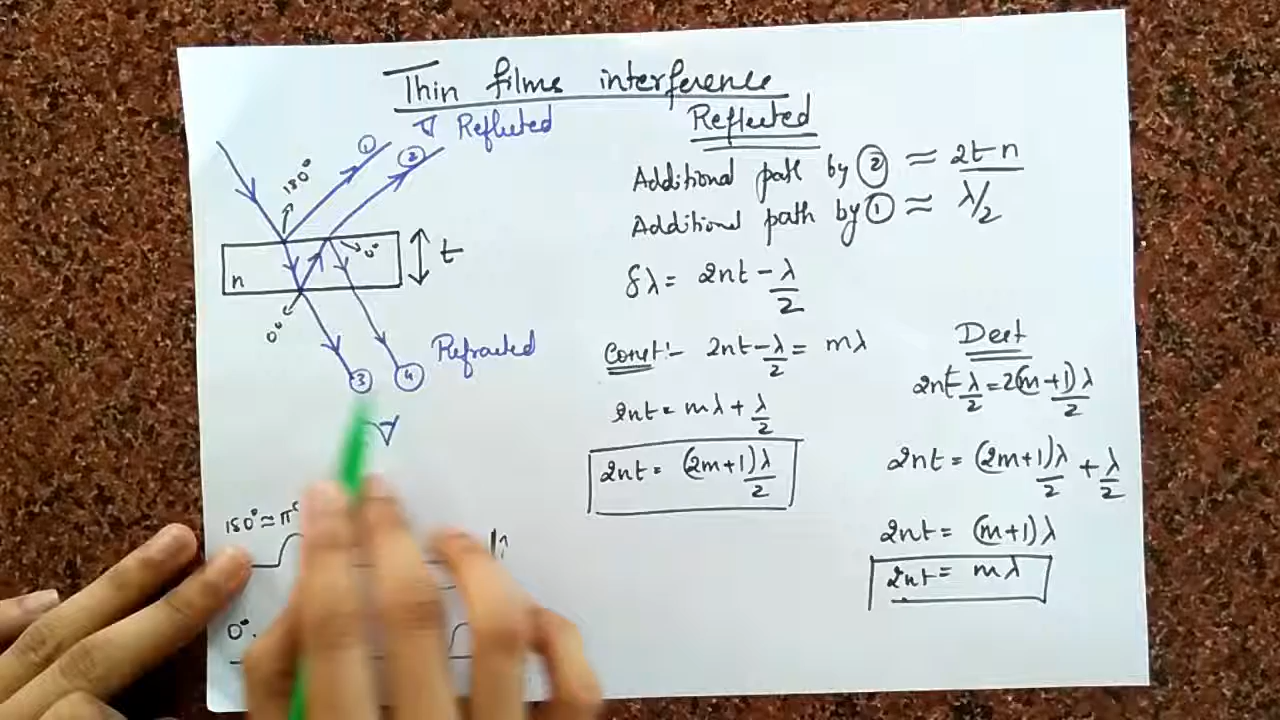 Thin films interference
Reflected
①
②
180°
0°
n
t
0°
Refracted
③
④
180° ≈ π^c
0°.
Reflected
Additional path by ② ≈ 2t n
Additional path by ① ≈ λ/2
δλ = 2nt - λ/2
Const:- 2nt - λ/2 = mλ
2nt = mλ + λ/2
2nt = (2m+1)λ/2
Dest
2nt - λ/2 = 2(m+1)λ/2
2nt = (2m+1)λ/2 + λ/2
2nt = (m+1)λ
2nt = mλ